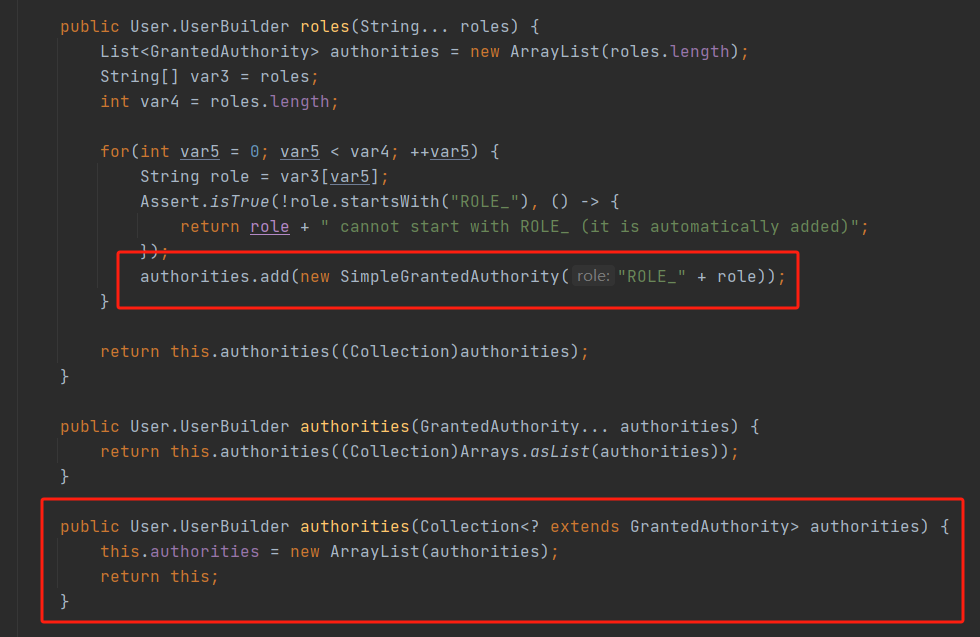 public User.UserBuilder roles(String... roles) {
    List<GrantedAuthority> authorities = new ArrayList(roles.length);
    String[] var3 = roles;
    int var4 = roles.length;

    for(int var5 = 0; var5 < var4; ++var5) {
        String role = var3[var5];
        Assert.isTrue(!role.startsWith("ROLE_"), () -> {
            return role + " cannot start with ROLE_ (it is automatically added)";
        });
        authorities.add(new SimpleGrantedAuthority( role: "ROLE_" + role));
    }

    return this.authorities((Collection)authorities);
}

public User.UserBuilder authorities(GrantedAuthority... authorities) {
    return this.authorities((Collection)Arrays.asList(authorities));
}

public User.UserBuilder authorities(Collection<? extends GrantedAuthority> authorities) {
    this.authorities = new ArrayList(authorities);
    return this;
}